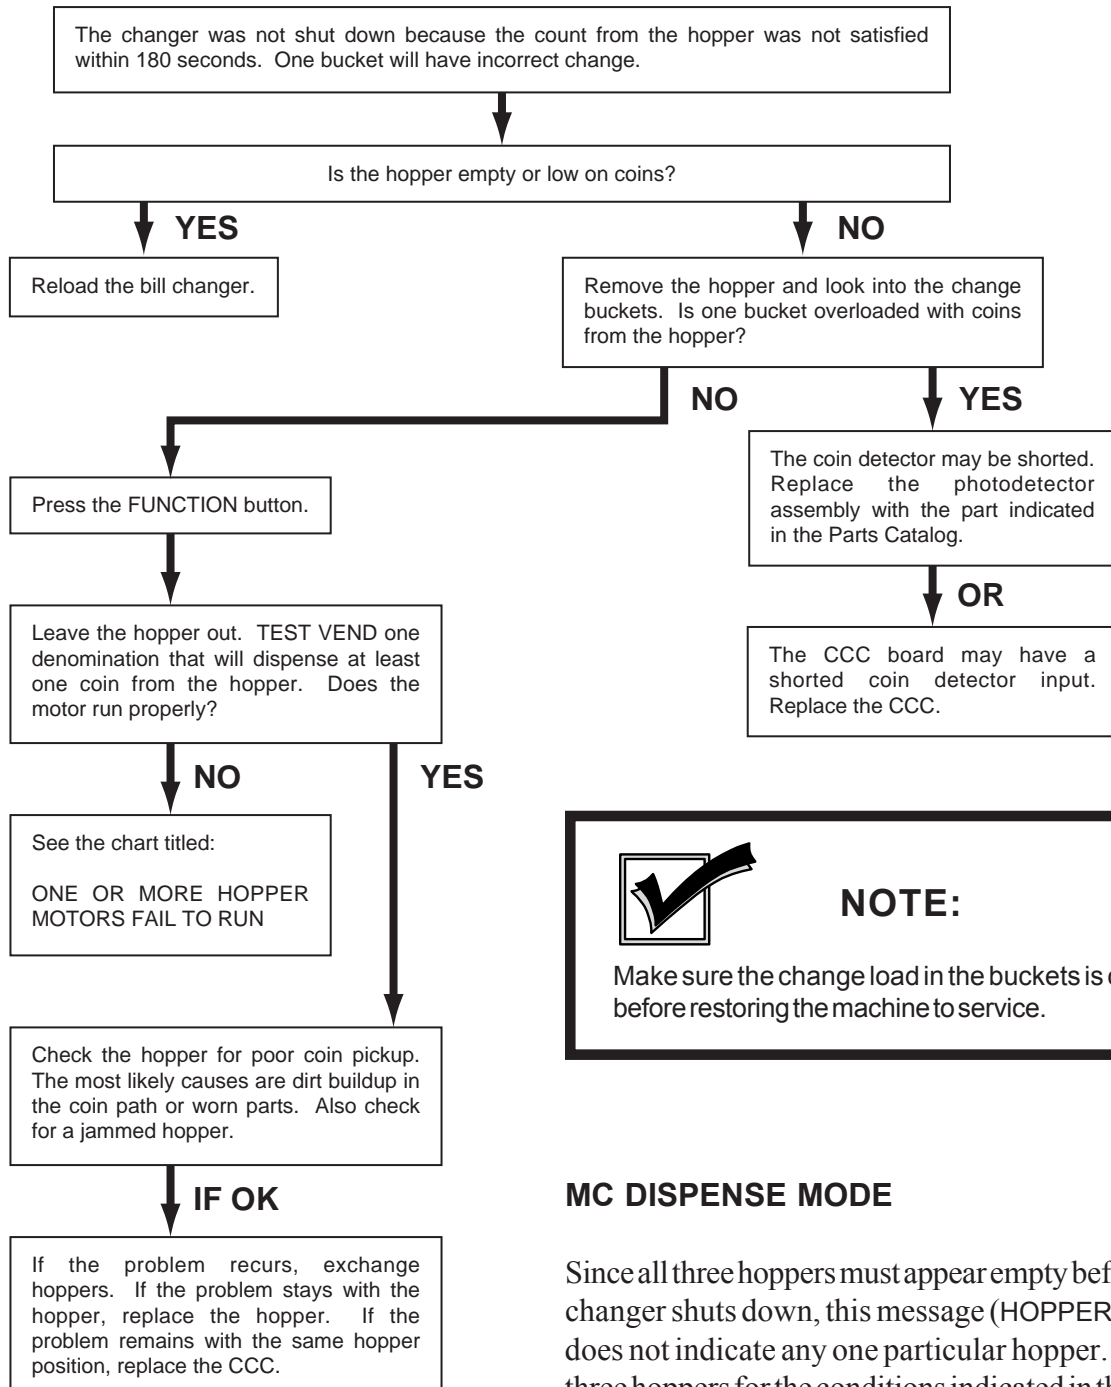 The changer was not shut down because the count from the hopper was not satisfied
within 180 seconds. One bucket will have incorrect change.
Is the hopper empty or low on coins?
YES
NO
Reload the bill changer.
Remove the hopper and look into the change
buckets. Is one bucket overloaded with coins
from the hopper?
NO
YES
The coin detector may be shorted.
Replace the photodetector
assembly with the part indicated
in the Parts Catalog.
OR
The CCC board may have a
shorted coin detector input.
Replace the CCC.
Press the FUNCTION button.
Leave the hopper out. TEST VEND one
denomination that will dispense at least
one coin from the hopper. Does the
motor run properly?
NO
YES
See the chart titled:
ONE OR MORE HOPPER
MOTORS FAIL TO RUN
Check the hopper for poor coin pickup.
The most likely causes are dirt buildup in
the coin path or worn parts. Also check
for a jammed hopper.
IF OK
If the problem recurs, exchange
hoppers. If the problem stays with the
hopper, replace the hopper. If the
problem remains with the same hopper
position, replace the CCC.
NOTE:
Make sure the change load in the buckets is
before restoring the machine to service.
MC DISPENSE MODE
Since all three hoppers must appear empty
changer shuts down, this message (HOPPER
does not indicate any one particular hopper.
three hoppers for the conditions indicated in